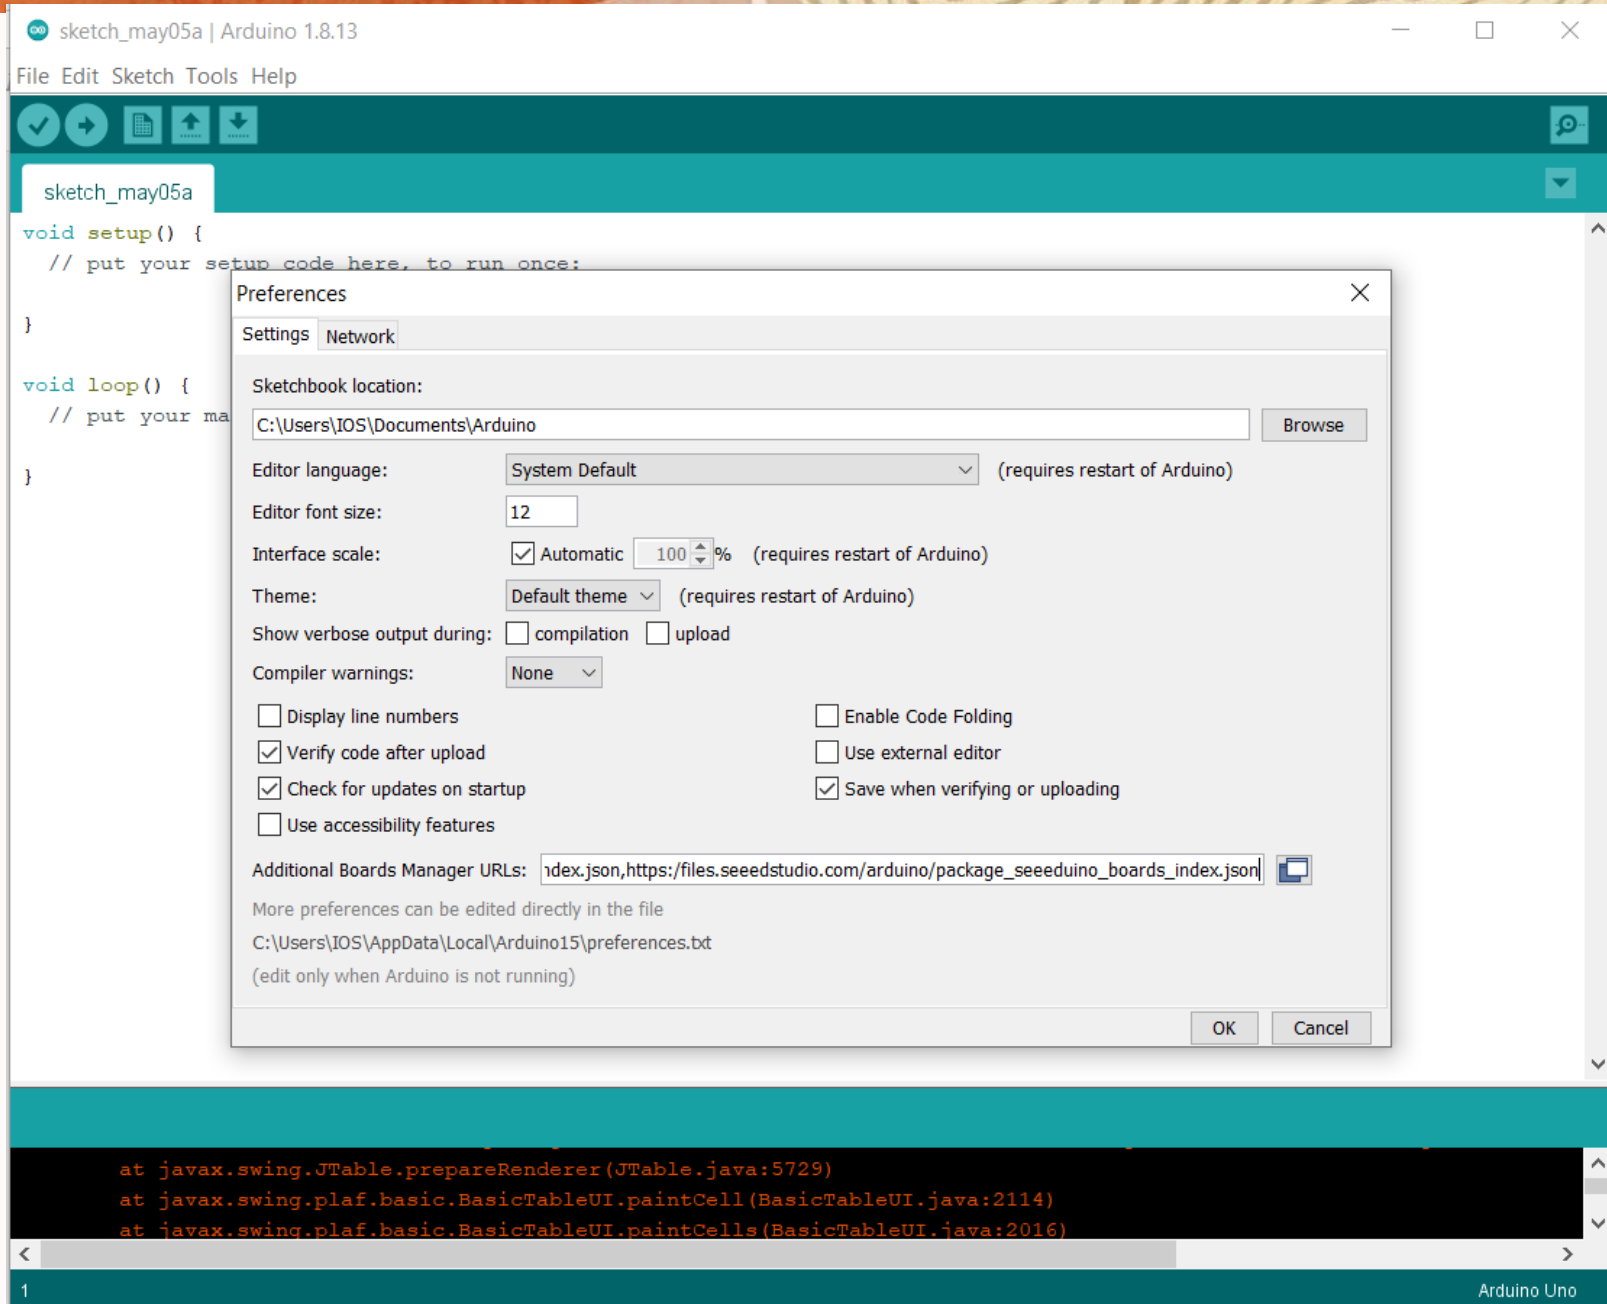 sketch_may05a | Arduino 1.8.13
File Edit Sketch Tools Help
sketch_may05a
void setup() {
// put your setup code here, to run once:
}
void loop() {
// put your ma
}
Preferences
Settings Network
Sketchbook location:
C:\Users\IOS\Documents\Arduino Browse
Editor language: System Default (requires restart of Arduino)
Editor font size: 12
Interface scale: Automatic 100 % (requires restart of Arduino)
Theme: Default theme (requires restart of Arduino)
Show verbose output during: compilation upload
Compiler warnings: None
Display line numbers Enable Code Folding
Verify code after upload Use external editor
Check for updates on startup Save when verifying or uploading
Use accessibility features
Additional Boards Manager URLs: ndex.json,https:/files.seeedstudio.com/arduino/package_seeeduino_boards_index.json
More preferences can be edited directly in the file
C:\Users\IOS\AppData\Local\Arduino15\preferences.txt
(edit only when Arduino is not running)
OK Cancel
at javax.swing.JTable.prepareRenderer(JTable.java:5729)
at javax.swing.plaf.basic.BasicTableUI.paintCell(BasicTableUI.java:2114)
at javax.swing.plaf.basic.BasicTableUI.paintCells(BasicTableUI.java:2016)
1 Arduino Uno